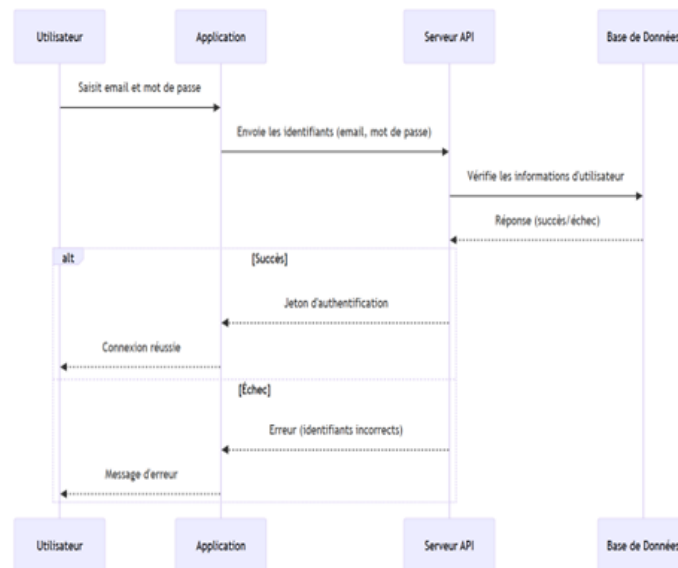 Utilisateur
Application
Serveur API
Base de Données
Saisit email et mot de passe
Envoie les identifiants (email, mot de passe)
Vérifie les informations d'utilisateur
Réponse (succès/échec)
alt
[Succès]
Jeton d'authentification
Connexion réussie
[Échec]
Erreur (identifiants incorrects)
Message d'erreur
Utilisateur
Application
Serveur API
Base de Données